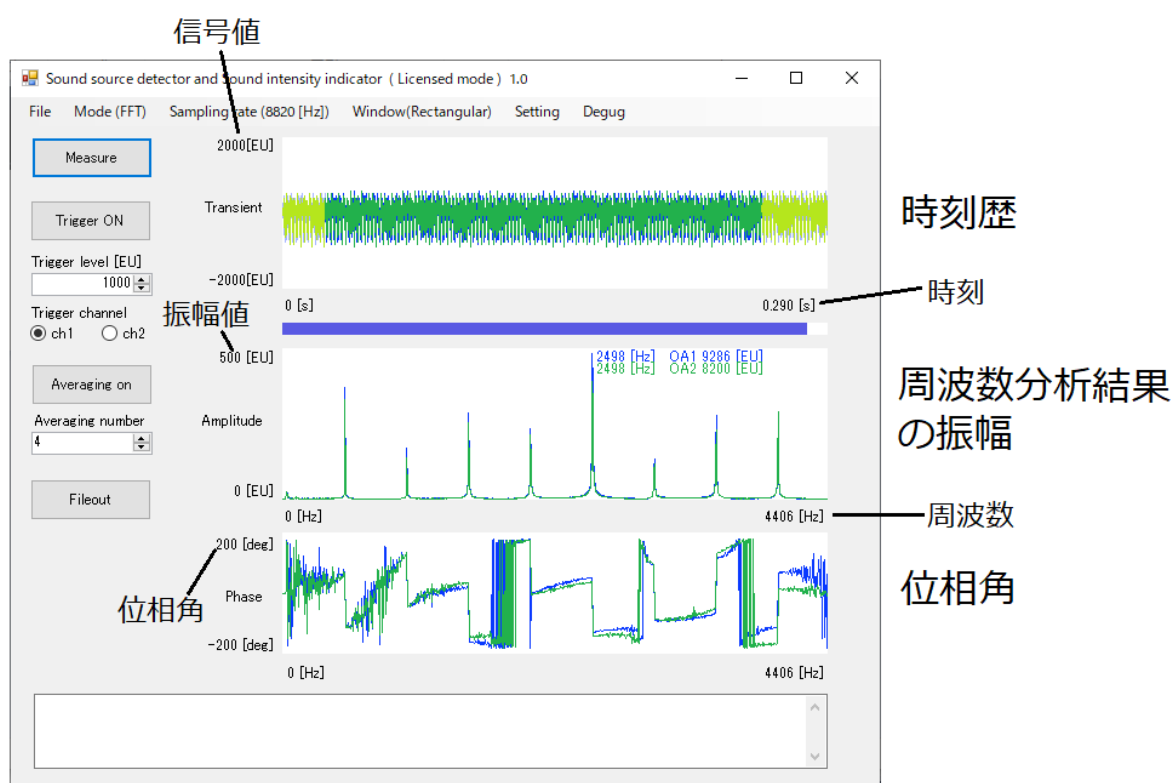 信号値
Sound source detector and Sound intensity indicator ( Licensed mode ) 1.0
File Mode (FFT) Sampling rate (8820 [Hz]) Window(Rectangular) Setting Degug
Measure
2000[EU]
Trigger ON
Transient
時刻歴
Trigger level [EU]
1000
-2000[EU]
Trigger channel
ch1 ch2
0 [s]
0.290 [s]
時刻
振幅値
500 [EU]
2498 [Hz] OA1 9286 [EU]
2498 [Hz] OA2 8200 [EU]
Averaging on
周波数分析結果
の振幅
Averaging number
4
Amplitude
Fileout
0 [EU]
0 [Hz]
4406 [Hz]
周波数
200 [deg]
位相角
Phase
位相角
-200 [deg]
0 [Hz]
4406 [Hz]